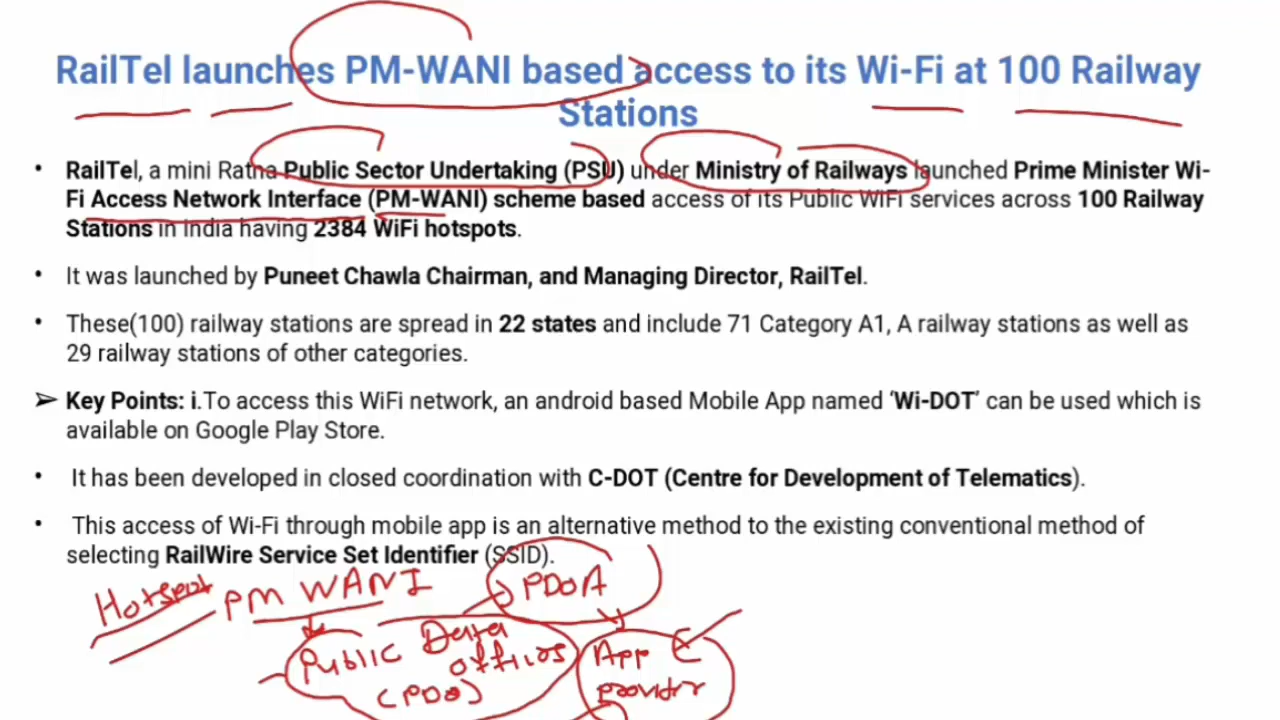 RailTel launches PM-WANI based access to its Wi-Fi at 100 Railway
Stations
• RailTel, a mini Ratna Public Sector Undertaking (PSU) under Ministry of Railways launched Prime Minister Wi-
Fi Access Network Interface (PM-WANI) scheme based access of its Public WiFi services across 100 Railway
Stations in India having 2384 WiFi hotspots.
• It was launched by Puneet Chawla Chairman, and Managing Director, RailTel.
• These(100) railway stations are spread in 22 states and include 71 Category A1, A railway stations as well as
29 railway stations of other categories.
➢ Key Points: i.To access this WiFi network, an android based Mobile App named ‘Wi-DOT’ can be used which is
available on Google Play Store.
• It has been developed in closed coordination with C-DOT (Centre for Development of Telematics).
• This access of Wi-Fi through mobile app is an alternative method to the existing conventional method of
selecting RailWire Service Set Identifier (SSID).
Hotspot PM WANI PDOA
Public Data
offices
(PDO)
App
provider